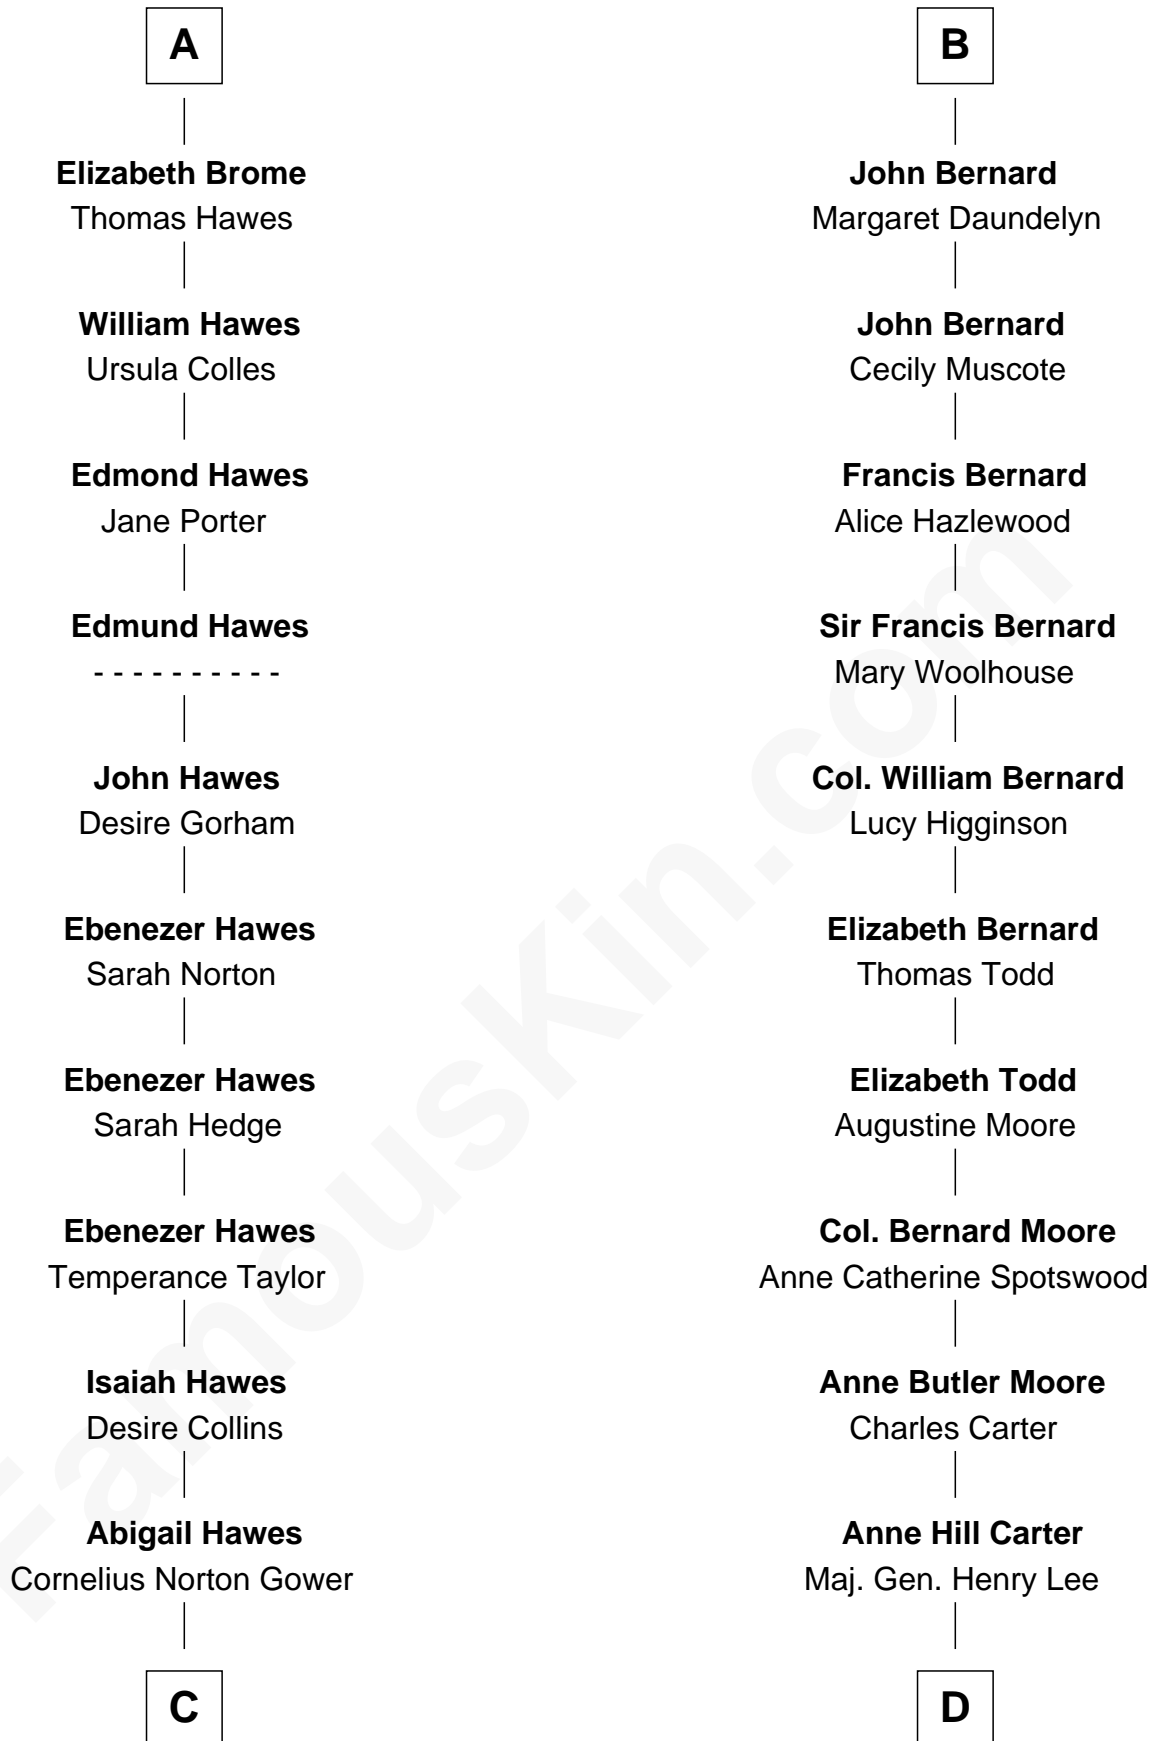 A
Elizabeth Brome
Thomas Hawes
William Hawes
Ursula Colles
Edmond Hawes
Jane Porter
Edmund Hawes
- - - - - - - - - -
John Hawes
Desire Gorham
Ebenezer Hawes
Sarah Norton
Ebenezer Hawes
Sarah Hedge
Ebenezer Hawes
Temperance Taylor
Isaiah Hawes
Desire Collins
Abigail Hawes
Cornelius Norton Gower
C
B
John Bernard
Margaret Daundelyn
John Bernard
Cecily Muscote
Francis Bernard
Alice Hazlewood
Sir Francis Bernard
Mary Woolhouse
Col. William Bernard
Lucy Higginson
Elizabeth Bernard
Thomas Todd
Elizabeth Todd
Augustine Moore
Col. Bernard Moore
Anne Catherine Spotswood
Anne Butler Moore
Charles Carter
Anne Hill Carter
Maj. Gen. Henry Lee
D
FamousKin.com